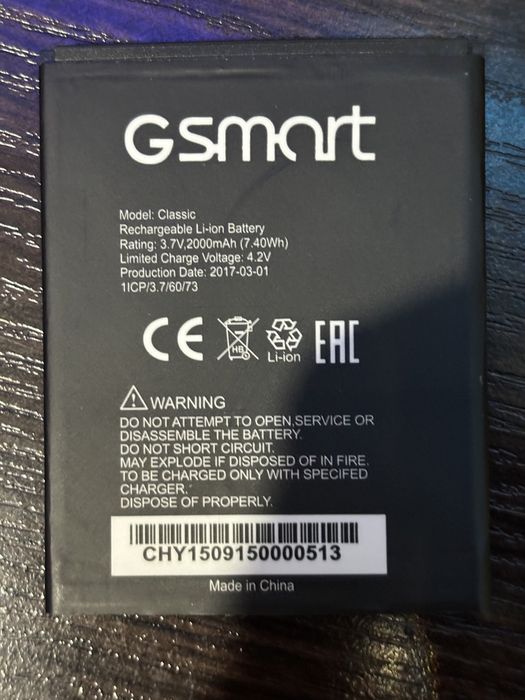 GSmart
Model: Classic
Rechargeable Li-ion Battery
Rating: 3.7V,2000mAh (7.40Wh)
Limited Charge Voltage: 4.2V
Production Date: 2017-03-01
1ICP/3.7/60/73
CE
HB
Li-ion
EAC
WARNING
DO NOT ATTEMPT TO OPEN,SERVICE OR
DISASSEMBLE THE BATTERY.
DO NOT SHORT CIRCUIT.
MAY EXPLODE IF DISPOSED OF IN FIRE.
TO BE CHARGED ONLY WITH SPECIFED
CHARGER.
DISPOSE OF PROPERLY.
CHY1509150000513
Made in China